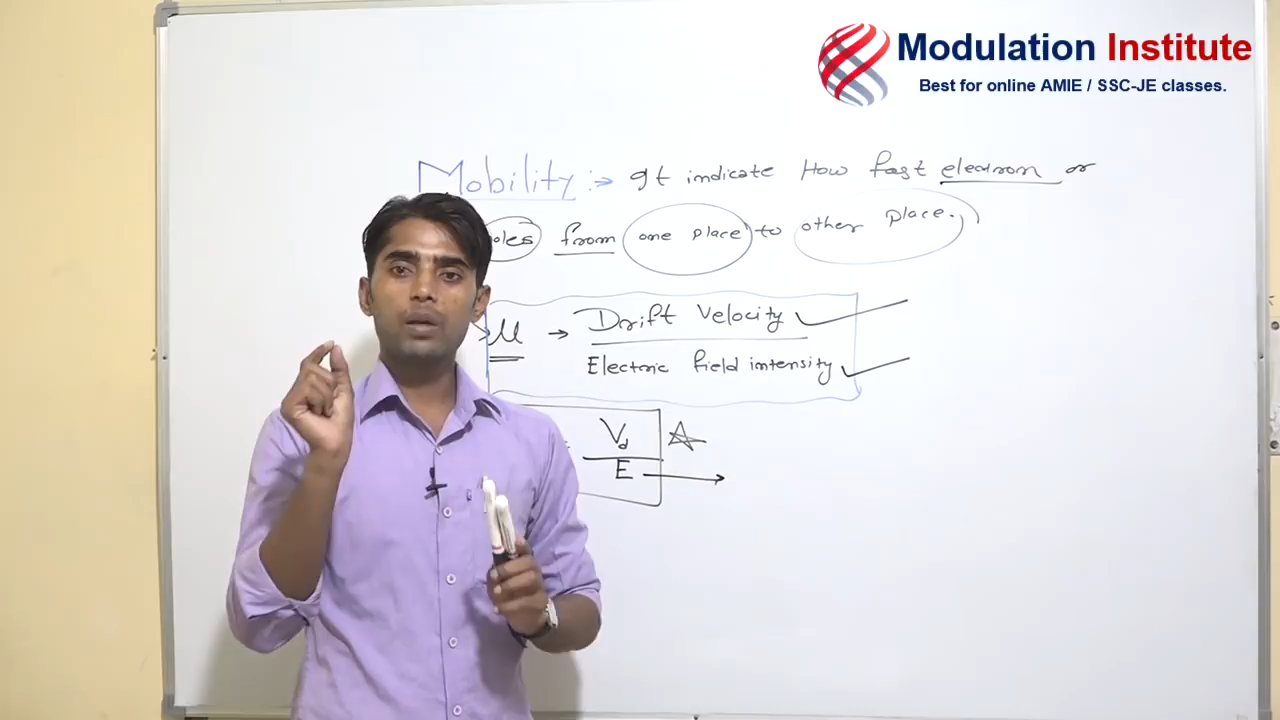 Modulation Institute
Best for online AMIE / SSC-JE classes.
Mobility :→ It indicate How fast electron or
oles from one place to other place.
μ → Drift Velocity
Electric field intensity
Vd
E